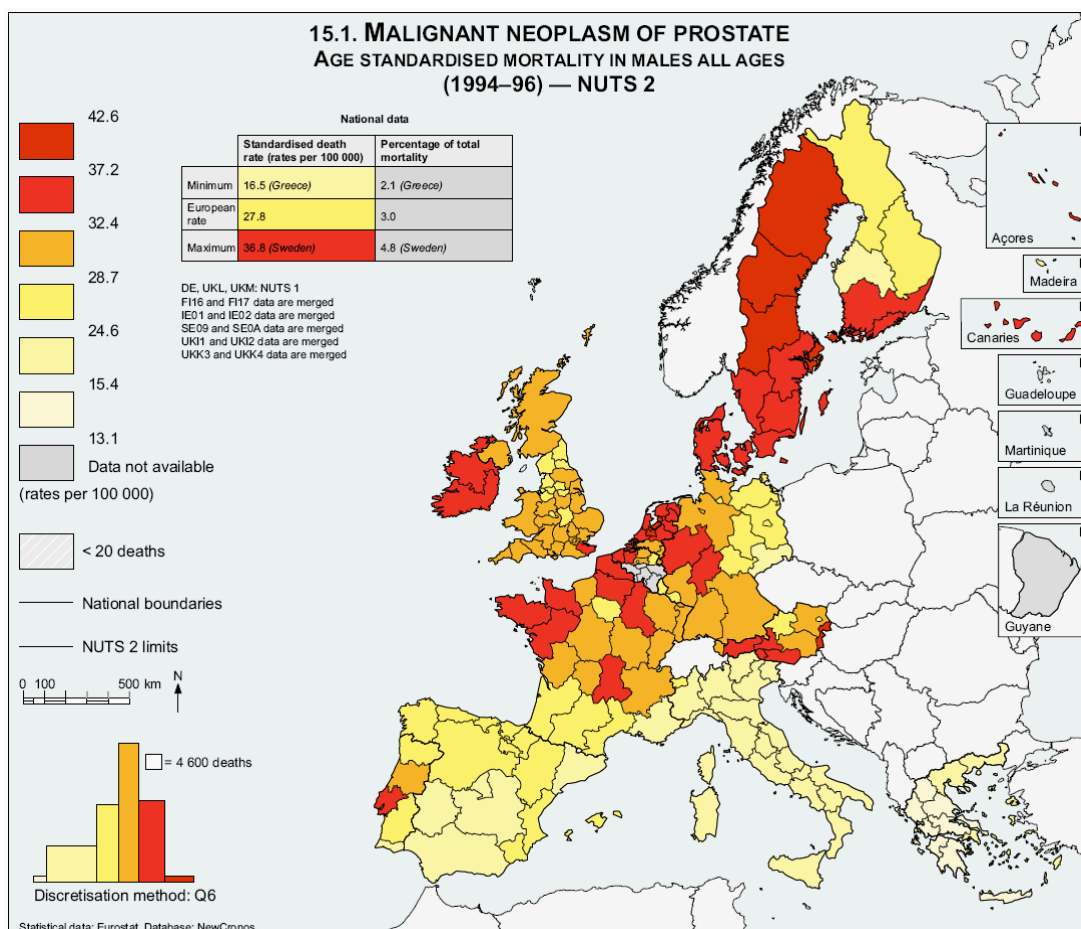 15.1. MALIGNANT NEOPLASM OF PROSTATE
AGE STANDARDISED MORTALITY IN MALES ALL AGES
(1994–96) — NUTS 2
42.6
37.2
32.4
28.7
24.6
15.4
13.1
Data not available
(rates per 100 000)
< 20 deaths
National boundaries
NUTS 2 limits
0 100 500 km
N
National data
Standardised death rate (rates per 100 000)
Percentage of total mortality
Minimum 16.5 (Greece) 2.1 (Greece)
European rate 27.8 3.0
Maximum 36.8 (Sweden) 4.8 (Sweden)
DE, UKL, UKM: NUTS 1
FI16 and FI17 data are merged
IE01 and IE02 data are merged
SE09 and SE0A data are merged
UKI1 and UKI2 data are merged
UKK3 and UKK4 data are merged
Açores
Madeira
Canaries
Guadeloupe
Martinique
La Réunion
Guyane
= 4 600 deaths
Discretisation method: Q6
Statistical data: Eurostat Database: NewCronos